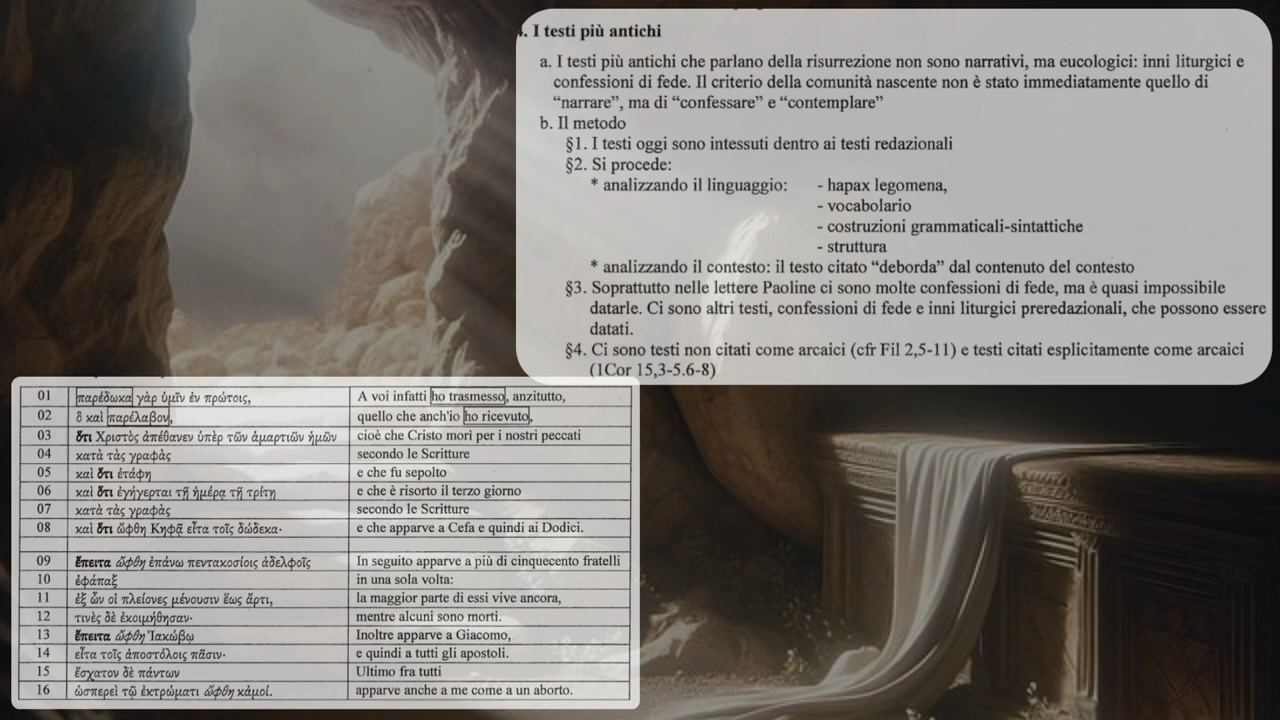 4. I testi più antichi
a. I testi più antichi che parlano della risurrezione non sono narrativi, ma eucologici: inni liturgici e
confessioni di fede. Il criterio della comunità nascente non è stato immediatamente quello di
“narrare”, ma di “confessare” e “contemplare”
b. Il metodo
§1. I testi oggi sono intessuti dentro ai testi redazionali
§2. Si procede:
* analizzando il linguaggio: - hapax legomena,
- vocabolario
- costruzioni grammaticali-sintattiche
- struttura
* analizzando il contesto: il testo citato “deborda” dal contenuto del contesto
§3. Soprattutto nelle lettere Paoline ci sono molte confessioni di fede, ma è quasi impossibile
datarle. Ci sono altri testi, confessioni di fede e inni liturgici preredazionali, che possono essere
datati.
§4. Ci sono testi non citati come arcaici (cfr Fil 2,5-11) e testi citati esplicitamente come arcaici
(1Cor 15,3-5.6-8)
01 παρέδωκα γὰρ ὑμῖν ἐν πρώτοις, A voi infatti ho trasmesso, anzitutto,
02 ὃ καὶ παρέλαβον, quello che anch'io ho ricevuto,
03 ὅτι Χριστὸς ἀπέθανεν ὑπὲρ τῶν ἁμαρτιῶν ἡμῶν cioè che Cristo morì per i nostri peccati
04 κατὰ τὰς γραφὰς secondo le Scritture
05 καὶ ὅτι ἐτάφη e che fu sepolto
06 καὶ ὅτι ἐγήγερται τῇ ἡμέρᾳ τῇ τρίτῃ e che è risorto il terzo giorno
07 κατὰ τὰς γραφὰς secondo le Scritture
08 καὶ ὅτι ὤφθη Κηφᾷ εἶτα τοῖς δώδεκα· e che apparve a Cefa e quindi ai Dodici.
09 ἔπειτα ὤφθη ἐπάνω πεντακοσίοις ἀδελφοῖς In seguito apparve a più di cinquecento fratelli
10 ἐφάπαξ in una sola volta:
11 ἐξ ὧν οἱ πλείονες μένουσιν ἕως ἄρτι, la maggior parte di essi vive ancora,
12 τινὲς δὲ ἐκοιμήθησαν· mentre alcuni sono morti.
13 ἔπειτα ὤφθη Ἰακώβῳ Inoltre apparve a Giacomo,
14 εἶτα τοῖς ἀποστόλοις πᾶσιν· e quindi a tutti gli apostoli.
15 ἔσχατον δὲ πάντων Ultimo fra tutti
16 ὡσπερεὶ τῷ ἐκτρώματι ὤφθη κἀμοί. apparve anche a me come a un aborto.